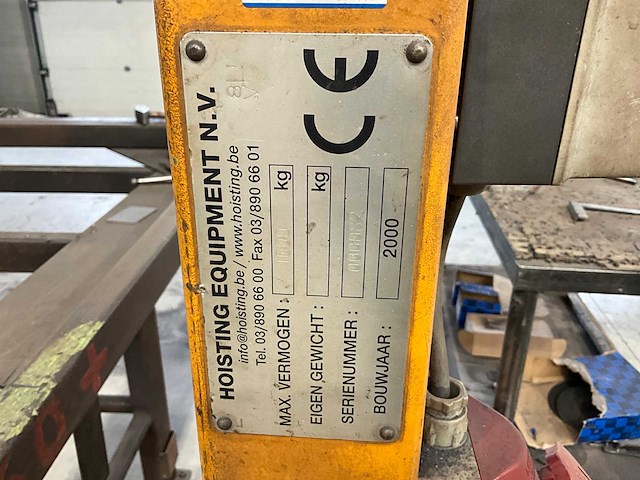 HOISTING EQUIPMENT N.V.
info@hoisting.be / www.hoisting.be
Tel. 03/890 66 00 Fax 03/890 66 01
MAX. VERMOGEN : kg
EIGEN GEWICHT : kg
SERIENUMMER :
BOUWJAAR : 2000
CE